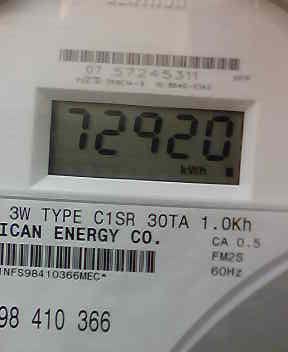 07 57245311
72920
kWh
3W TYPE C1SR 30TA 1.0Kh
ICAN ENERGY CO.
CA 0.5
FM2S
60Hz
INFS98410366MEC*
98 410 366